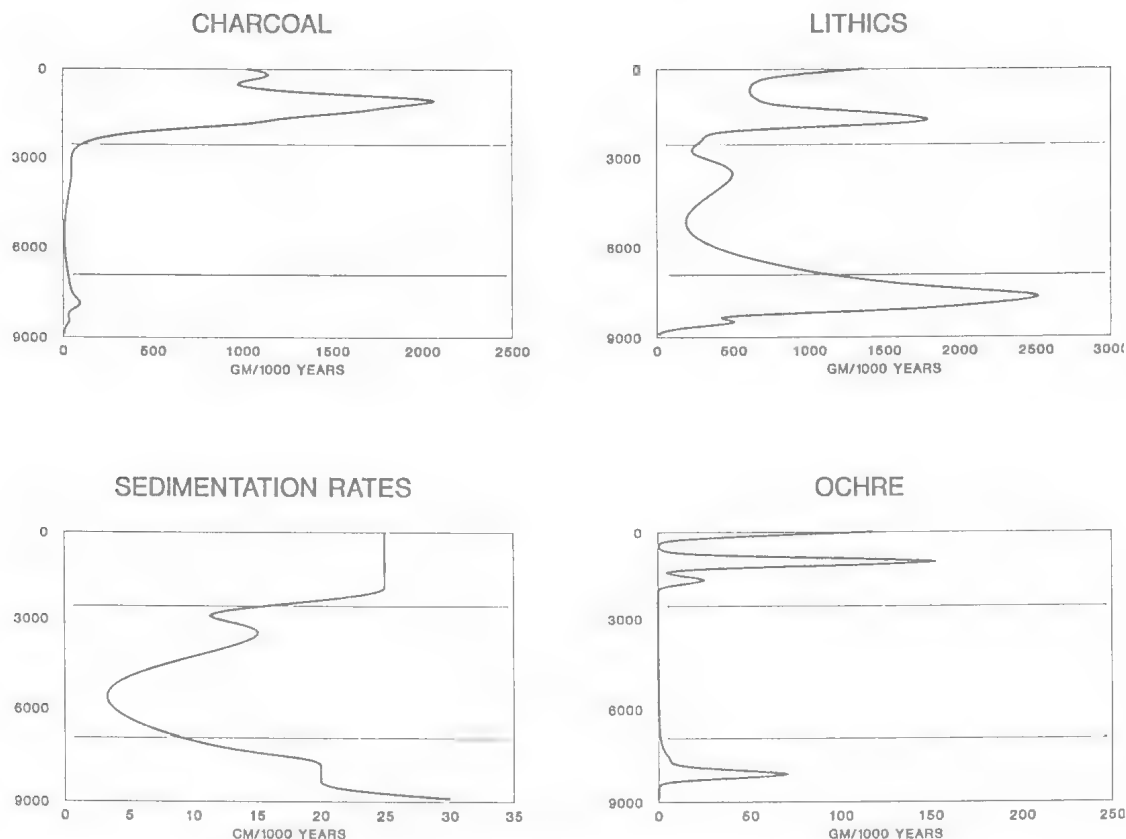 CHARCOAL
0
3000
6000
9000
0 500 1000 1500 2000 2500
GM/1000 YEARS
LITHICS
0
3000
6000
9000
0 500 1000 1500 2000 2500 3000
GM/1000 YEARS
SEDIMENTATION RATES
0
3000
6000
9000
0 5 10 15 20 25 30 35
CM/1000 YEARS
OCHRE
0
3000
6000
9000
0 50 100 150 200 250
GM/1000 YEARS